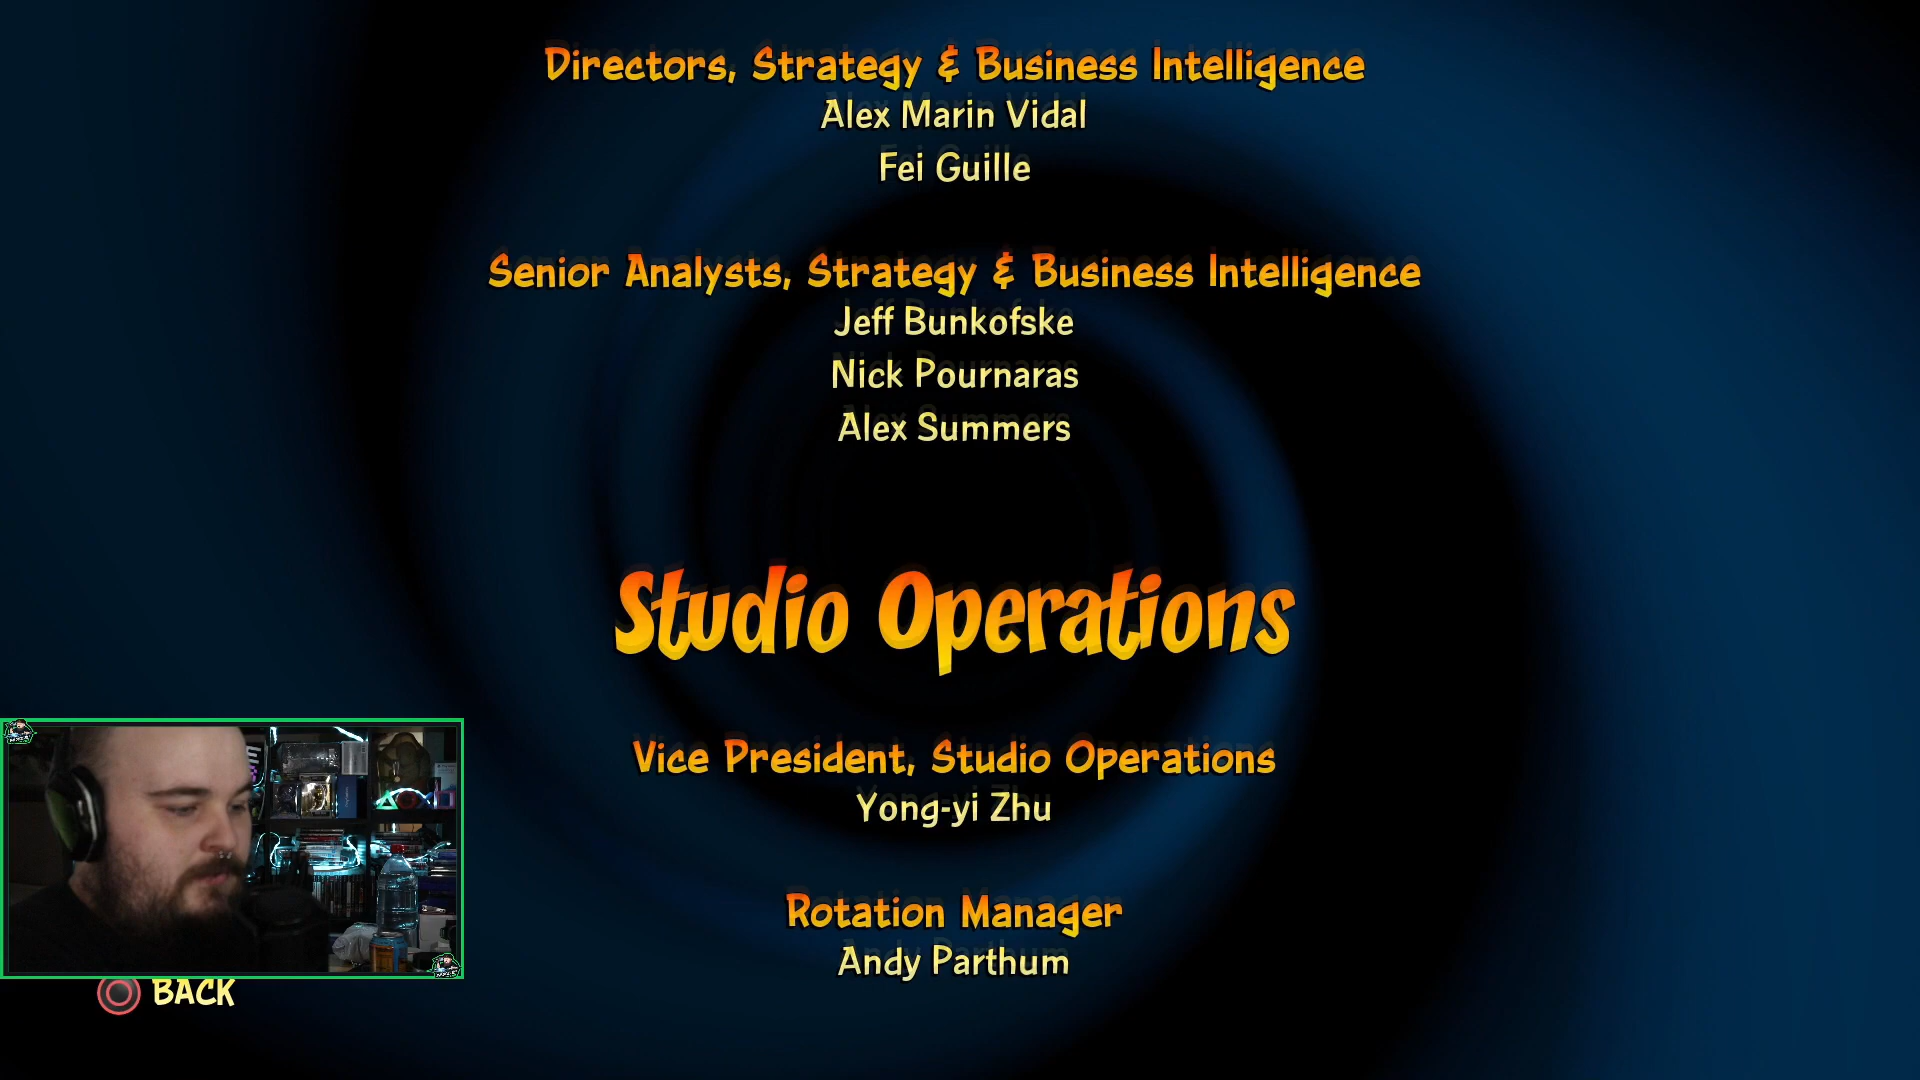 Directors, Strategy & Business Intelligence
Alex Marin Vidal
Fei Guille
Senior Analysts, Strategy & Business Intelligence
Jeff Bunkofske
Nick Pournaras
Alex Summers
Studio Operations
Vice President, Studio Operations
Yong-yi Zhu
Rotation Manager
Andy Parthum
BACK